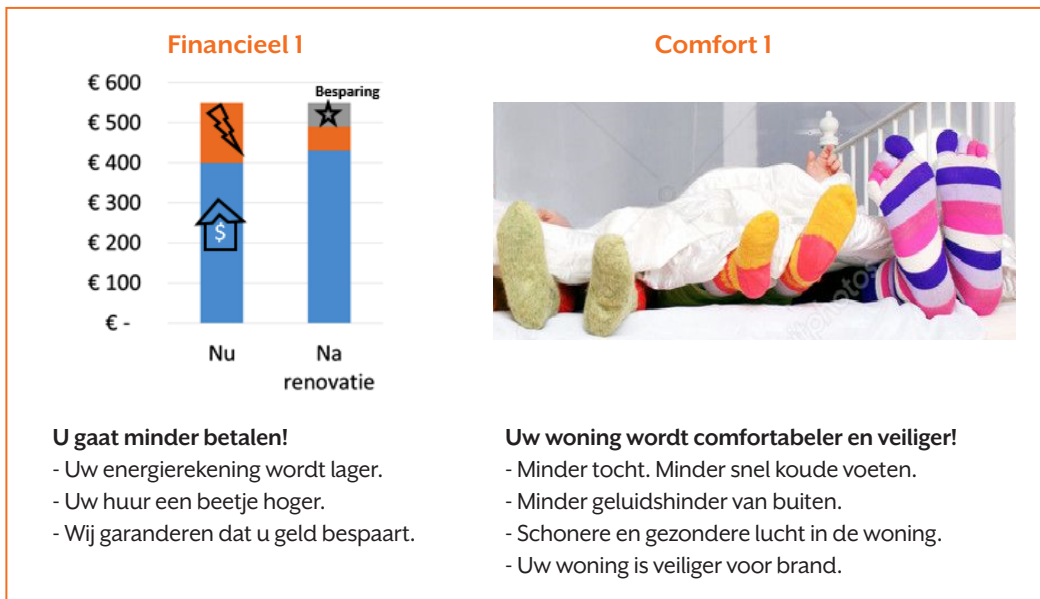 Financieel 1
€ 600
€ 500
€ 400
€ 300
€ 200
€ 100
€ -
Besparing
$
Nu
Na
renovatie
U gaat minder betalen!
- Uw energierekening wordt lager.
- Uw huur een beetje hoger.
- Wij garanderen dat u geld bespaart.
Comfort 1
Uw woning wordt comfortabeler en veiliger!
- Minder tocht. Minder snel koude voeten.
- Minder geluidshinder van buiten.
- Schonere en gezondere lucht in de woning.
- Uw woning is veiliger voor brand.